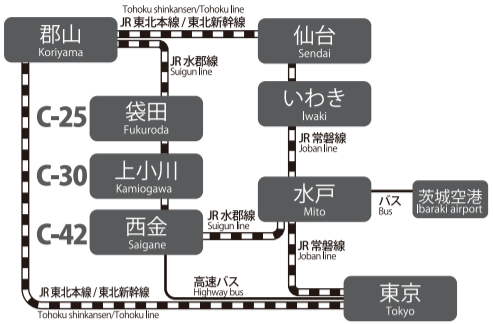 Tohoku shinkansen/Tohoku line
JR 東北本線 / 東北新幹線
郡山
Koriyama
仙台
Sendai
JR 水郡線
Suigun line
C-25
袋田
Fukuroda
いわき
Iwaki
JR 常磐線
Joban line
C-30
上小川
Kamiogawa
水戸
Mito
バス
Bus
茨城空港
Ibaraki airport
C-42
西金
Saigane
JR 水郡線
Suigun line
JR 常磐線
Joban line
高速バス
Highway bus
JR 東北本線 / 東北新幹線
Tohoku shinkansen/Tohoku line
東京
Tokyo